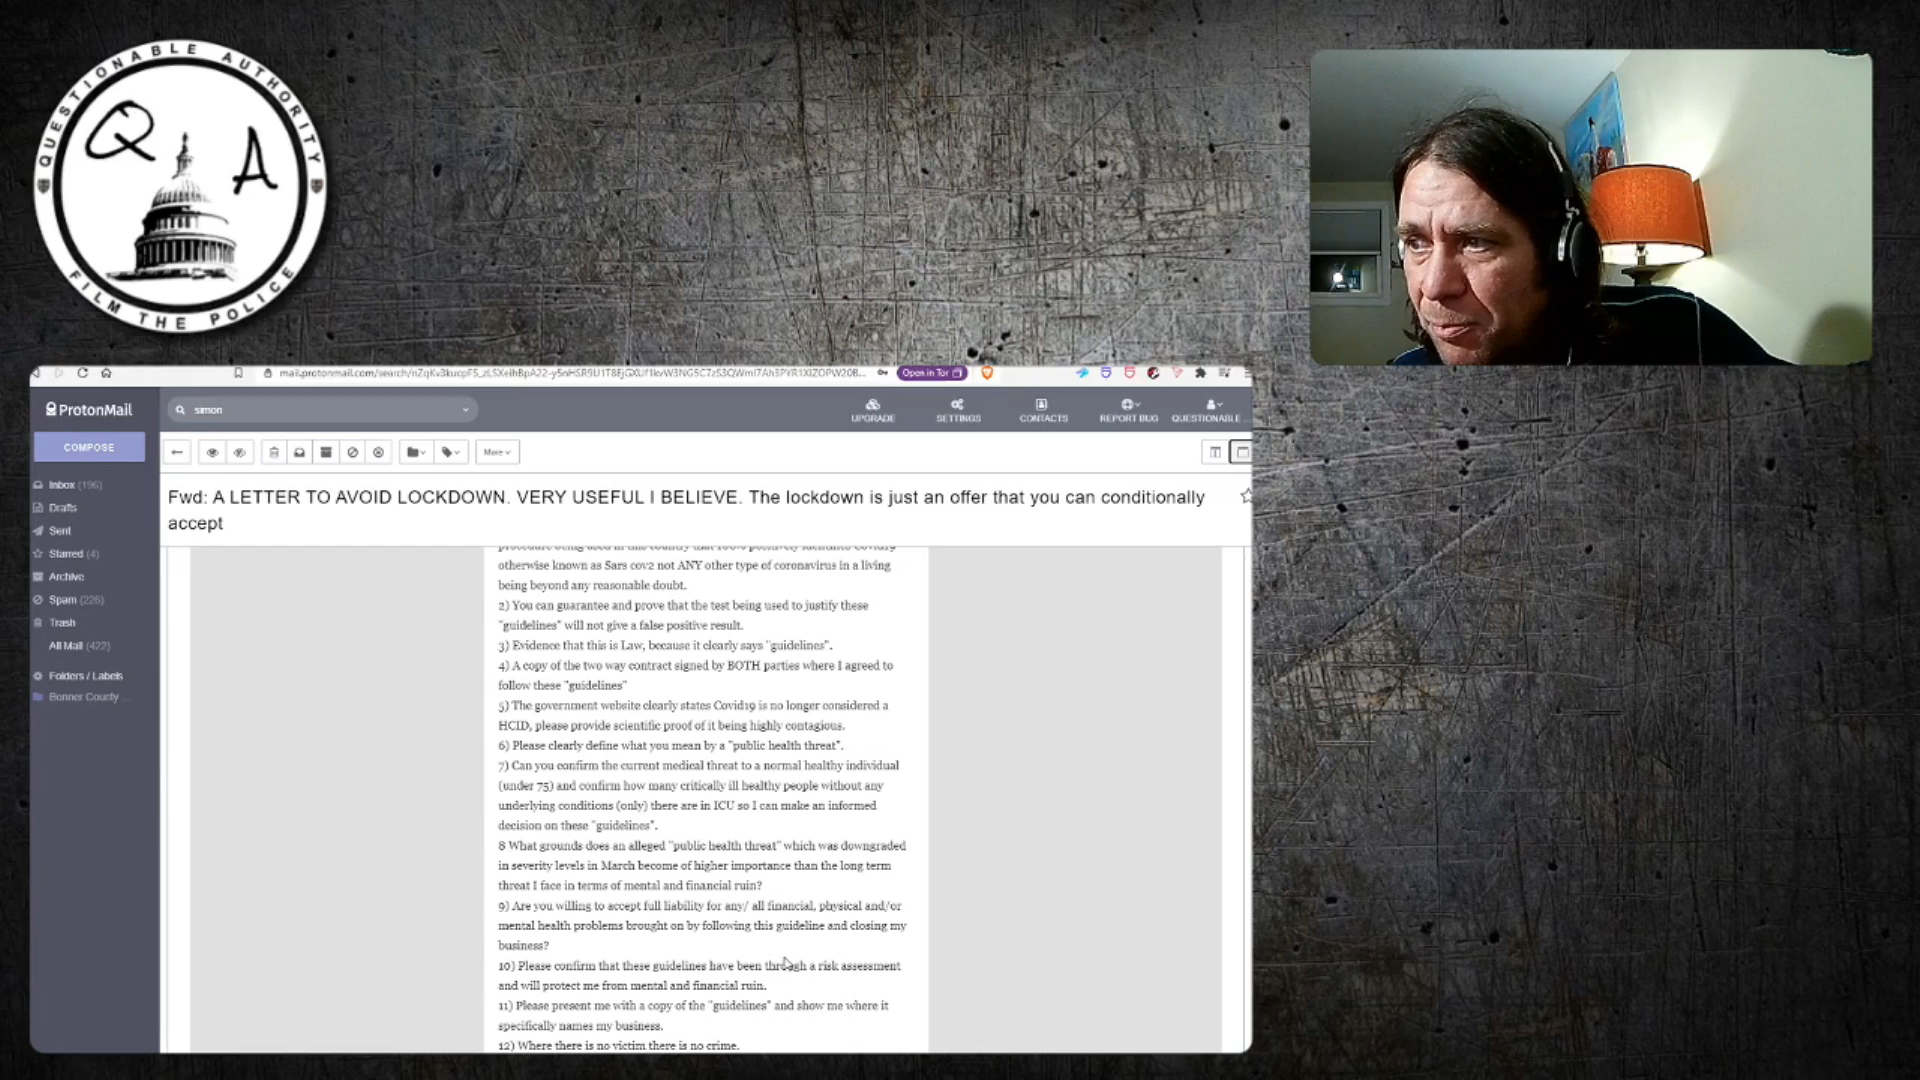 QUESTIONABLE AUTHORITY
Q A
FILM THE POLICE
Open in Tor
ProtonMail
simon
UPGRADE
SETTINGS
CONTACTS
REPORT BUG
QUESTIONABLE
COMPOSE
More
Inbox (196)
Drafts
Sent
Starred (4)
Archive
Spam (226)
Trash
All Mail (422)
Folders / Labels
Bonner County ...
Fwd: A LETTER TO AVOID LOCKDOWN. VERY USEFUL I BELIEVE. The lockdown is just an offer that you can conditionally
accept
procedure being used in this country that 100% positively identifies Covid19
otherwise known as Sars cov2 not ANY other type of coronavirus in a living
being beyond any reasonable doubt.
2) You can guarantee and prove that the test being used to justify these
"guidelines" will not give a false positive result.
3) Evidence that this is Law, because it clearly says "guidelines".
4) A copy of the two way contract signed by BOTH parties where I agreed to
follow these "guidelines"
5) The government website clearly states Covid19 is no longer considered a
HCID, please provide scientific proof of it being highly contagious.
6) Please clearly define what you mean by a "public health threat".
7) Can you confirm the current medical threat to a normal healthy individual
(under 75) and confirm how many critically ill healthy people without any
underlying conditions (only) there are in ICU so I can make an informed
decision on these "guidelines".
8 What grounds does an alleged "public health threat" which was downgraded
in severity levels in March become of higher importance than the long term
threat I face in terms of mental and financial ruin?
9) Are you willing to accept full liability for any/ all financial, physical and/or
mental health problems brought on by following this guideline and closing my
business?
10) Please confirm that these guidelines have been through a risk assessment
and will protect me from mental and financial ruin.
11) Please present me with a copy of the "guidelines" and show me where it
specifically names my business.
12) Where there is no victim there is no crime.